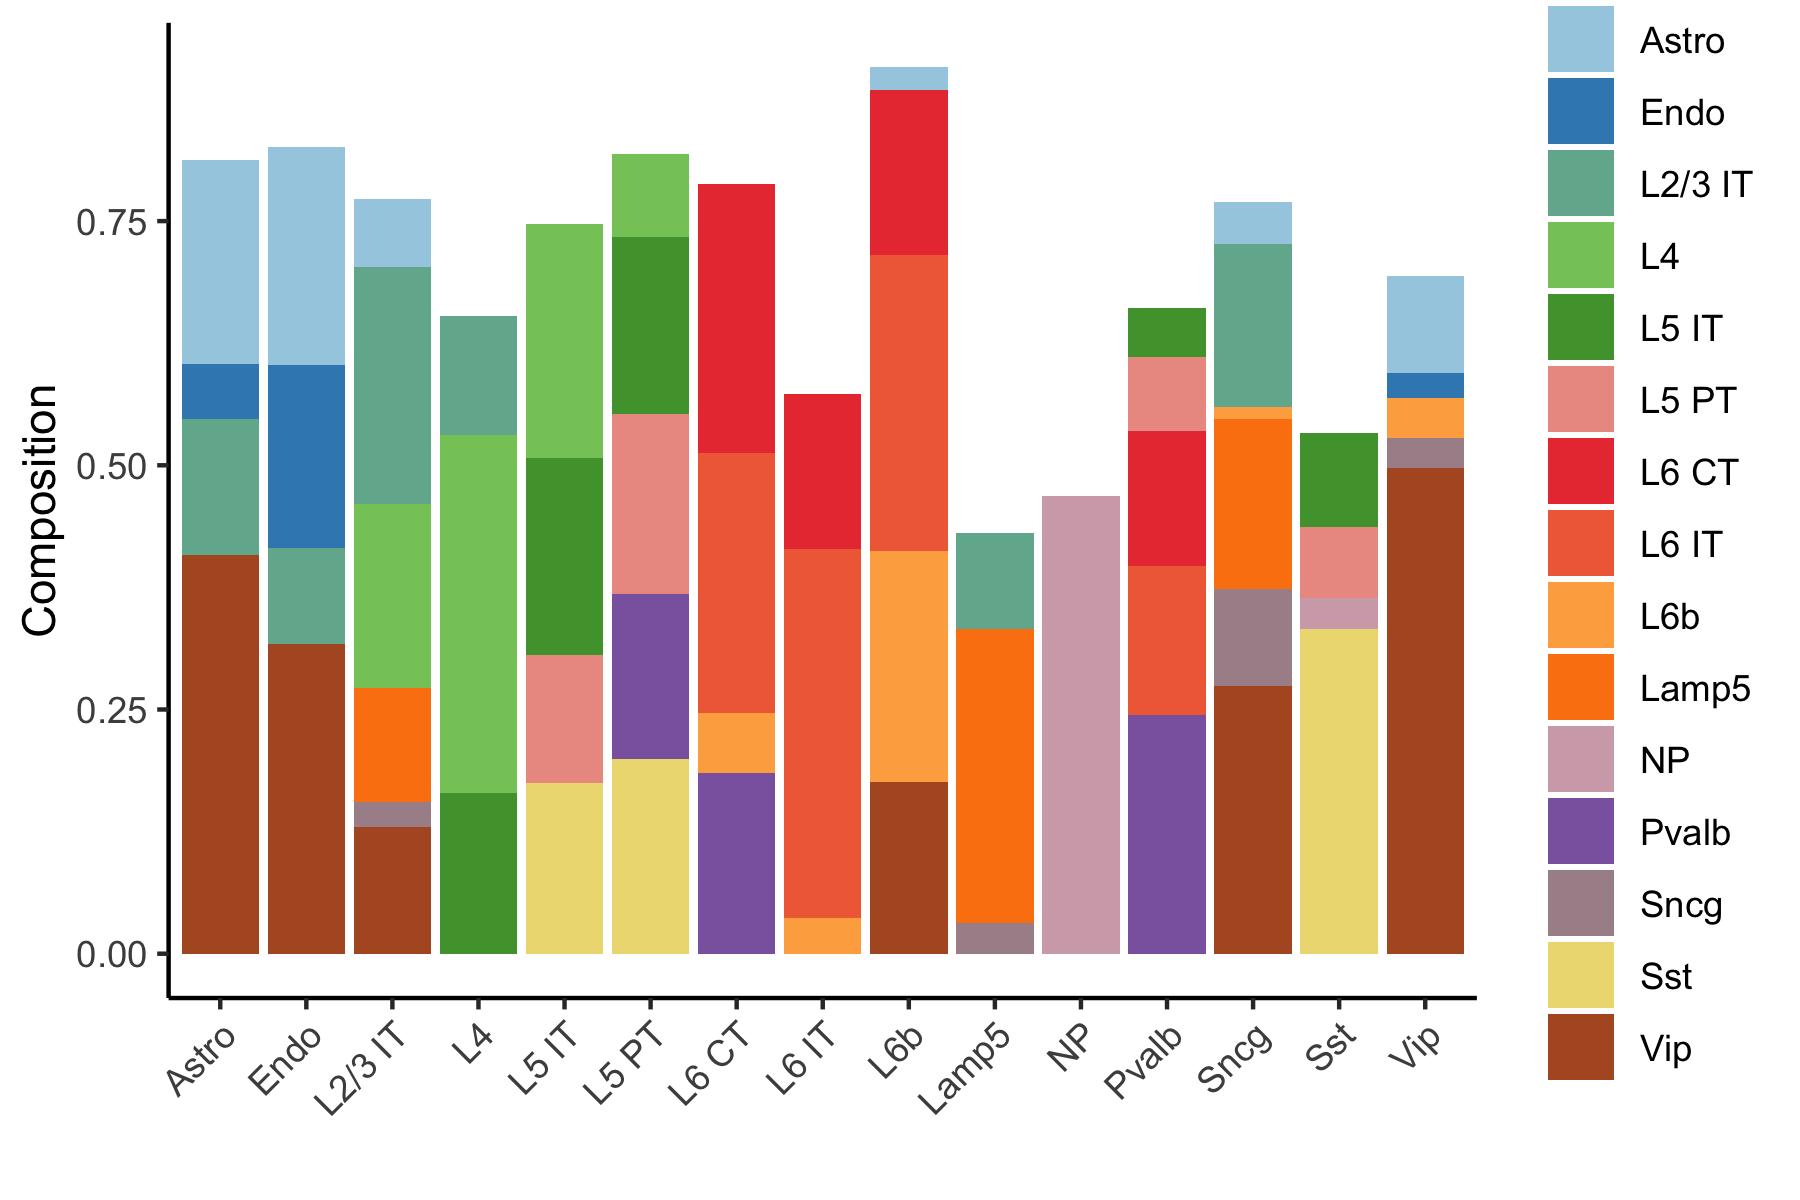 Composition
0.75
0.50
0.25
0.00
Astro
Endo
L2/3 IT
L4
L5 IT
L5 PT
L6 CT
L6 IT
L6b
Lamp5
NP
Pvalb
Sncg
Sst
Vip
Astro
Endo
L2/3 IT
L4
L5 IT
L5 PT
L6 CT
L6 IT
L6b
Lamp5
NP
Pvalb
Sncg
Sst
Vip